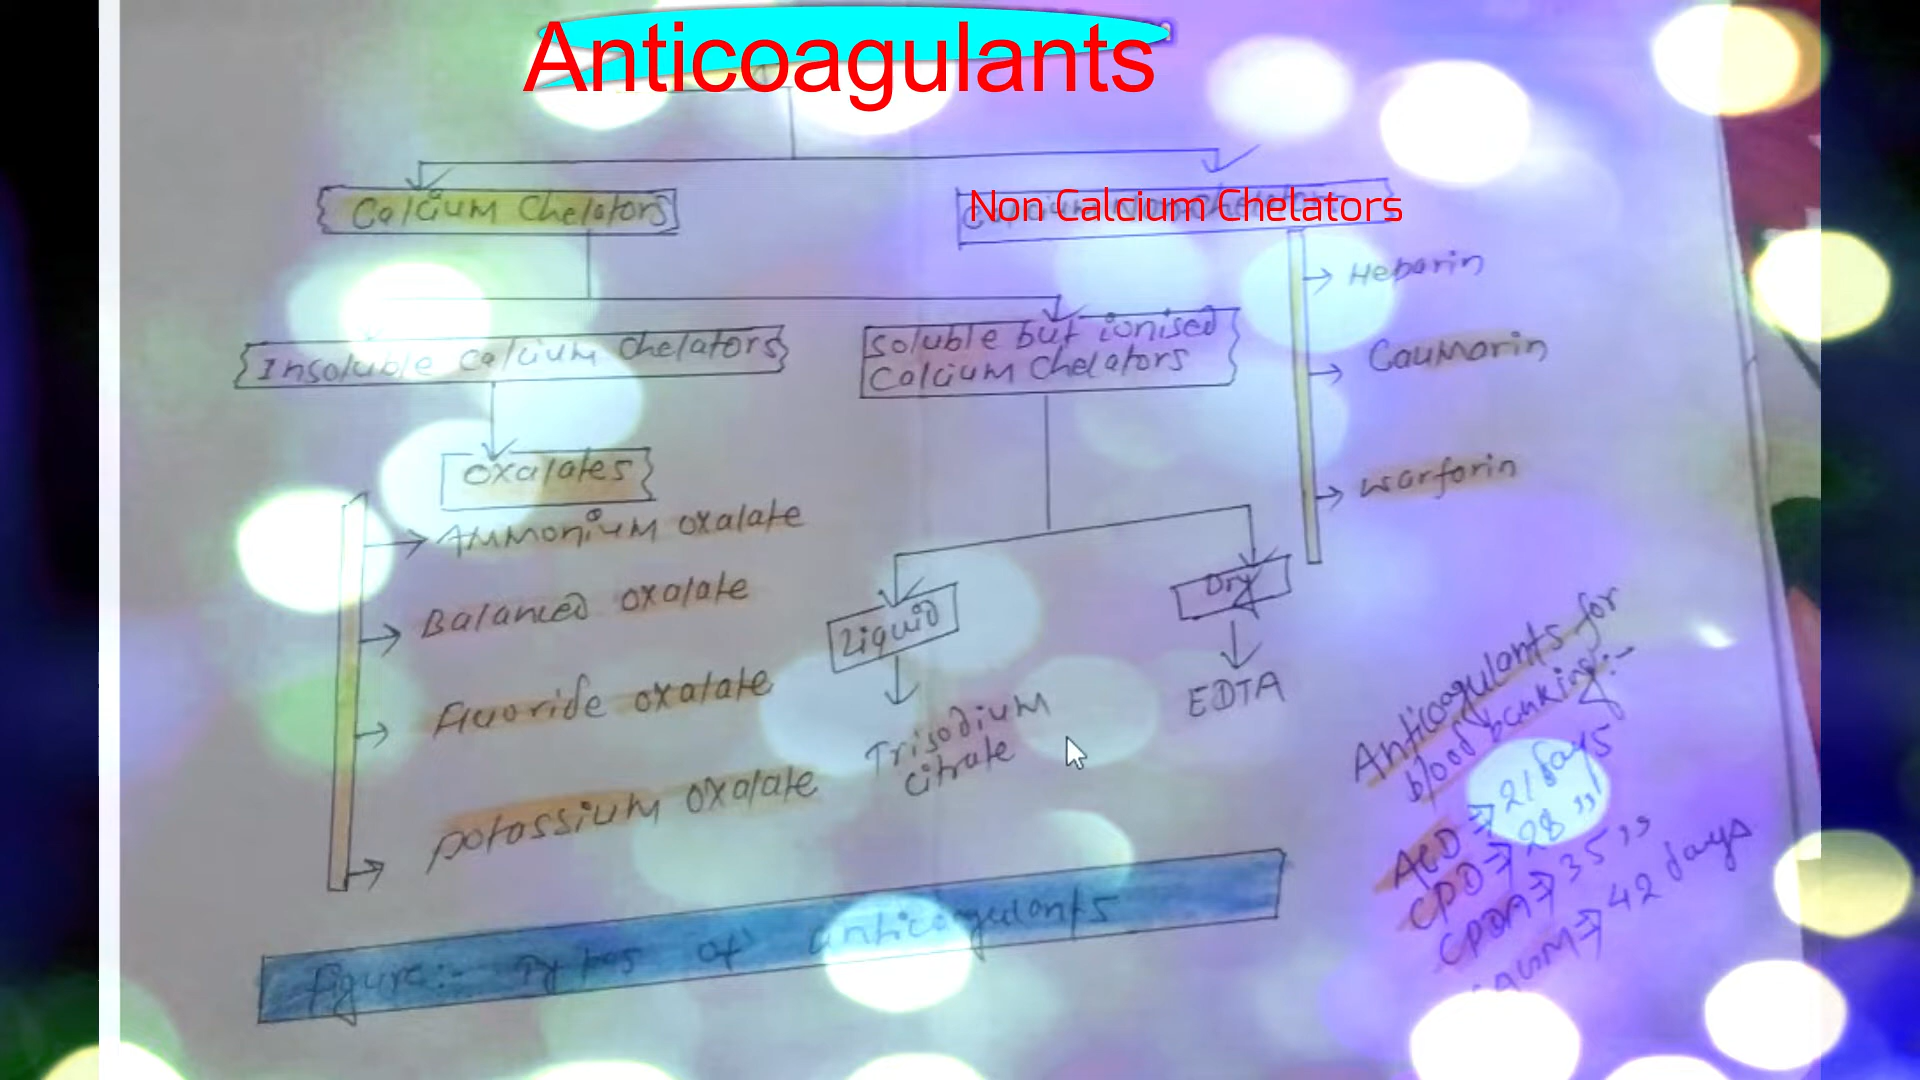 Anticoagulants
Calcium Chelators
Non Calcium Chelators
Heparin
Caumarin
Warfarin
Insoluble Calcium Chelators
Soluble but ionised
Calcium Chelators
Oxalates
Ammonium oxalate
Balanced oxalate
Fluoride oxalate
potassium oxalate
Liquid
Trisodium
Citrate
Dry
EDTA
Anticoagulants for
blood banking:-
ACD ⇒ 21 days
CPD ⇒ 28 ,,
CPDA ⇒ 35 ,,
⇒ 42 days
Figure:- Types of anticoagulants